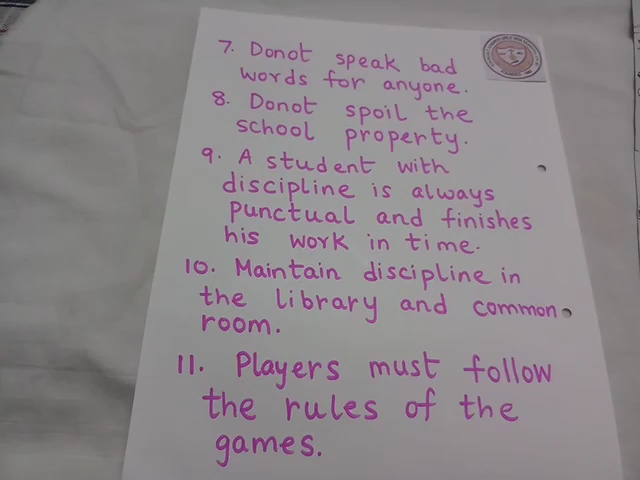 7. Donot speak bad
words for anyone.
8. Donot spoil the
school property.
9. A student with
discipline is always
punctual and finishes
his work in time.
10. Maintain discipline in
the library and common
room.
11. Players must follow
the rules of the
games.